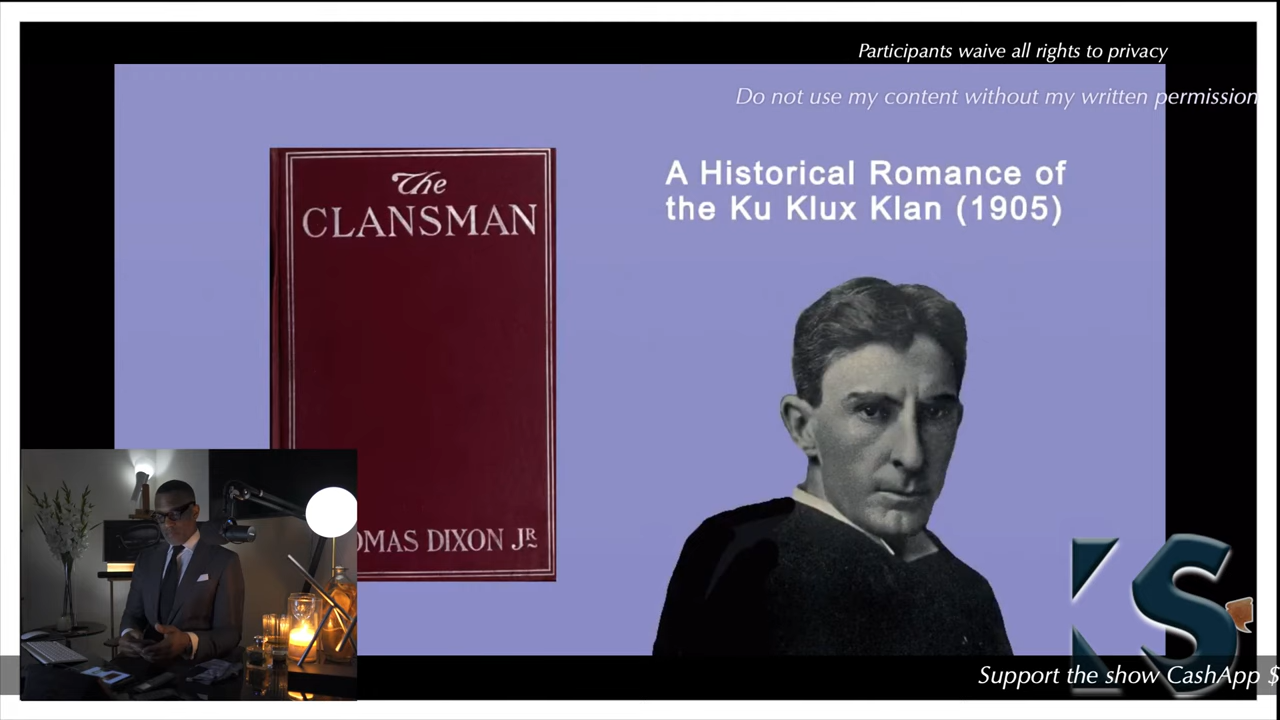 Participants waive all rights to privacy
Do not use my content without my written permission
The
CLANSMAN
A Historical Romance of
the Ku Klux Klan (1905)
OMAS DIXON JR
KS
Support the show CashApp $